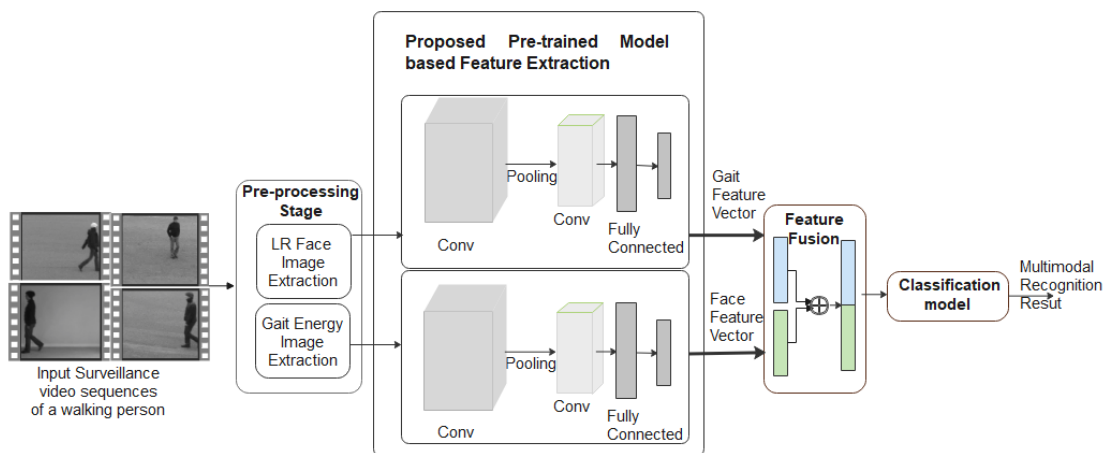 Input Surveillance
video sequences
of a walking person
Pre-processing
Stage
LR Face
Image
Extraction
Gait Energy
Image
Extraction
Proposed Pre-trained Model
based Feature Extraction
Conv
Pooling
Conv
Fully
Connected
Conv
Pooling
Conv
Fully
Connected
Gait
Feature
Vector
Face
Feature
Vector
Feature
Fusion
Classification
model
Multimodal
Recognition
Resut